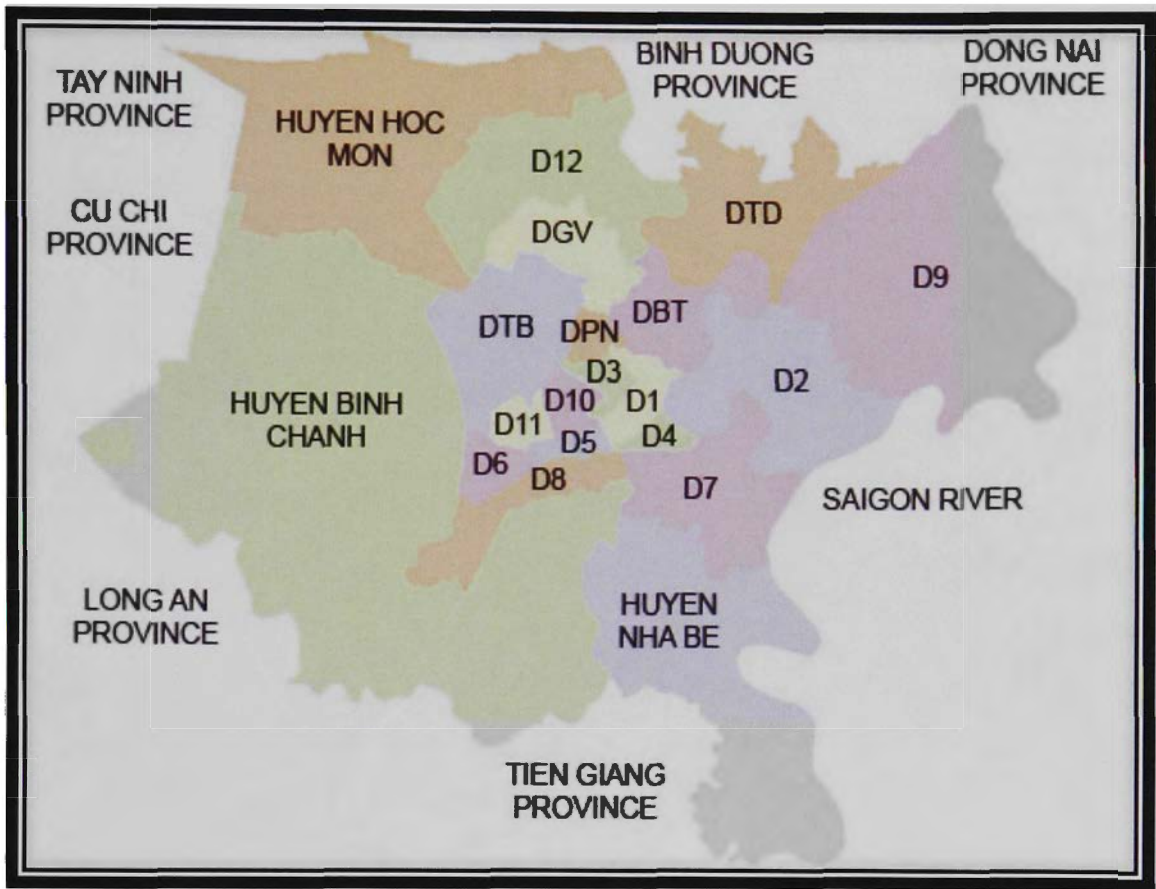 TAY NINH
PROVINCE
BINH DUONG
PROVINCE
DONG NAI
PROVINCE
HUYEN HOC
MON
D12
CU CHI
PROVINCE
DGV
DTD
D9
DTB
DPN
DBT
D3
D2
HUYEN BINH
CHANH
D10
D1
D11
D5
D4
D6
D8
D7
SAIGON RIVER
LONG AN
PROVINCE
HUYEN
NHA BE
TIEN GIANG
PROVINCE